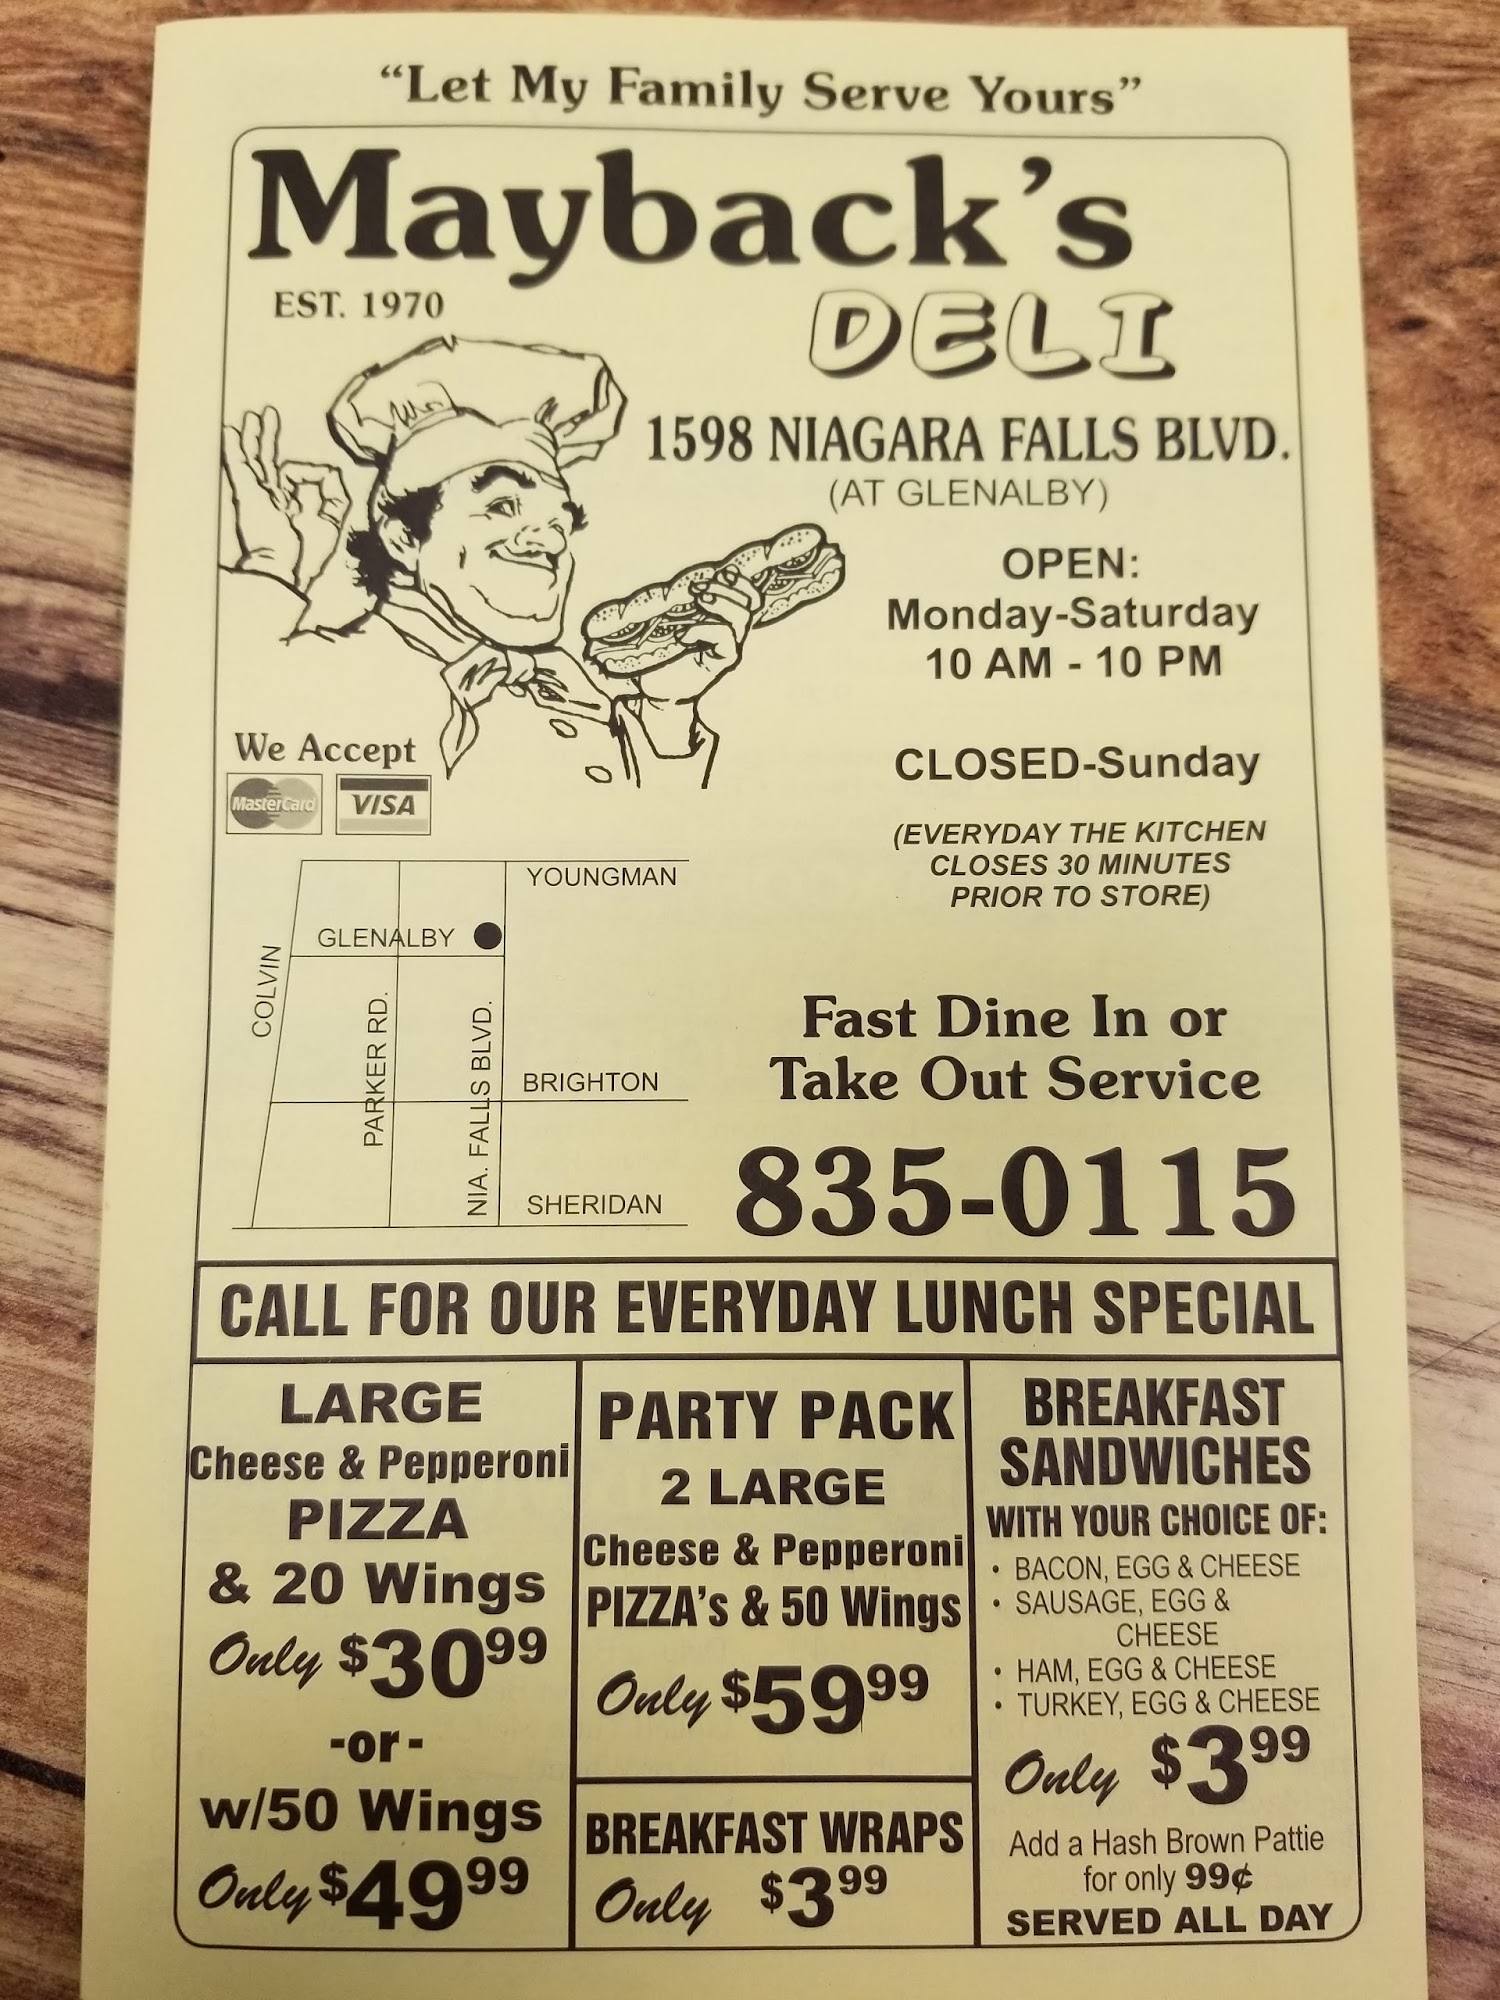 “Let My Family Serve Yours”
Mayback's
DELI
EST. 1970
1598 NIAGARA FALLS BLVD.
(AT GLENALBY)
OPEN:
Monday-Saturday
10 AM - 10 PM
CLOSED-Sunday
(EVERYDAY THE KITCHEN
CLOSES 30 MINUTES
PRIOR TO STORE)
We Accept
MasterCard
VISA
YOUNGMAN
GLENALBY
COLVIN
PARKER RD.
NIA. FALLS BLVD.
BRIGHTON
SHERIDAN
Fast Dine In or
Take Out Service
835-0115
CALL FOR OUR EVERYDAY LUNCH SPECIAL
LARGE
Cheese & Pepperoni
PIZZA
& 20 Wings
Only $30.99
-or-
w/50 Wings
Only $49.99
PARTY PACK
2 LARGE
Cheese & Pepperoni
PIZZA's & 50 Wings
Only $59.99
BREAKFAST WRAPS
Only $3.99
BREAKFAST
SANDWICHES
WITH YOUR CHOICE OF:
• BACON, EGG & CHEESE
• SAUSAGE, EGG &
CHEESE
• HAM, EGG & CHEESE
• TURKEY, EGG & CHEESE
Only $3.99
Add a Hash Brown Pattie
for only 99¢
SERVED ALL DAY